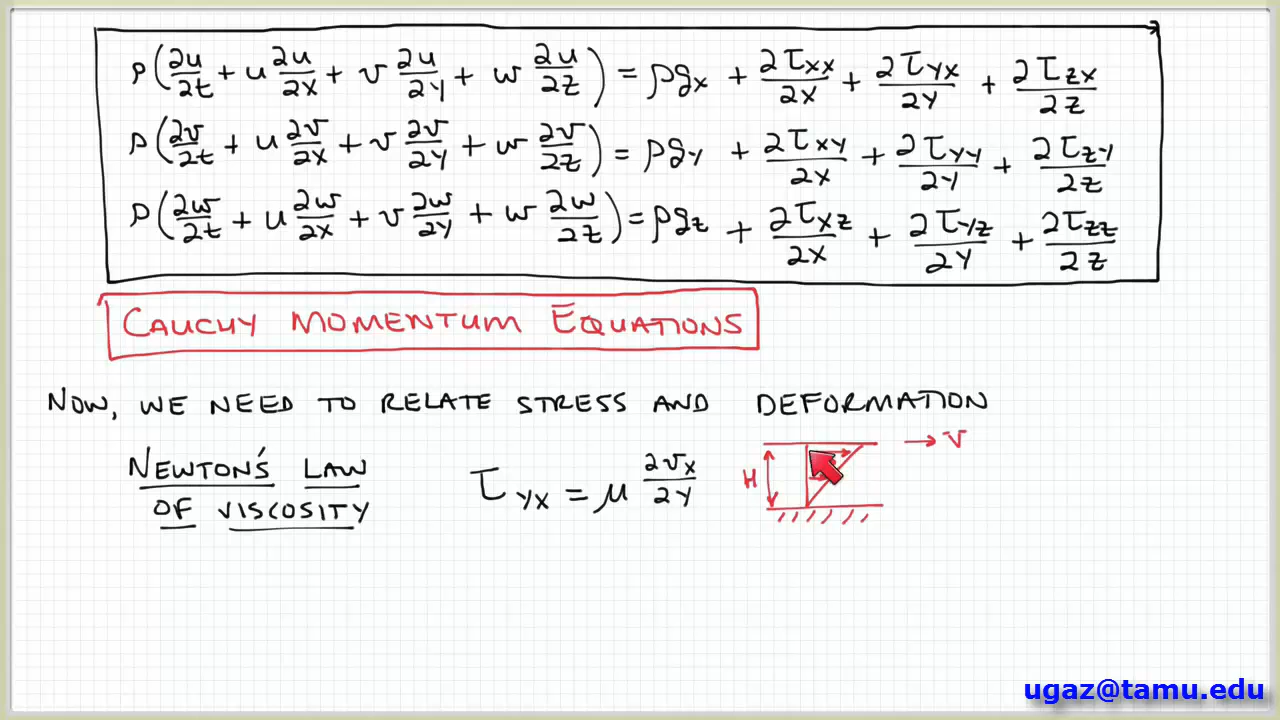 ρ(∂u/∂t + u ∂u/∂x + v ∂u/∂y + w ∂u/∂z) = ρgx + ∂τxx/∂x + ∂τyx/∂y + ∂τzx/∂z
ρ(∂v/∂t + u ∂v/∂x + v ∂v/∂y + w ∂v/∂z) = ρgy + ∂τxy/∂x + ∂τyy/∂y + ∂τzy/∂z
ρ(∂w/∂t + u ∂w/∂x + v ∂w/∂y + w ∂w/∂z) = ρgz + ∂τxz/∂x + ∂τyz/∂y + ∂τzz/∂z
CAUCHY MOMENTUM EQUATIONS
NOW, WE NEED TO RELATE STRESS AND DEFORMATION
NEWTON'S LAW
OF VISCOSITY
τyx = μ ∂vx/∂y
H
→ V
ugaz@tamu.edu